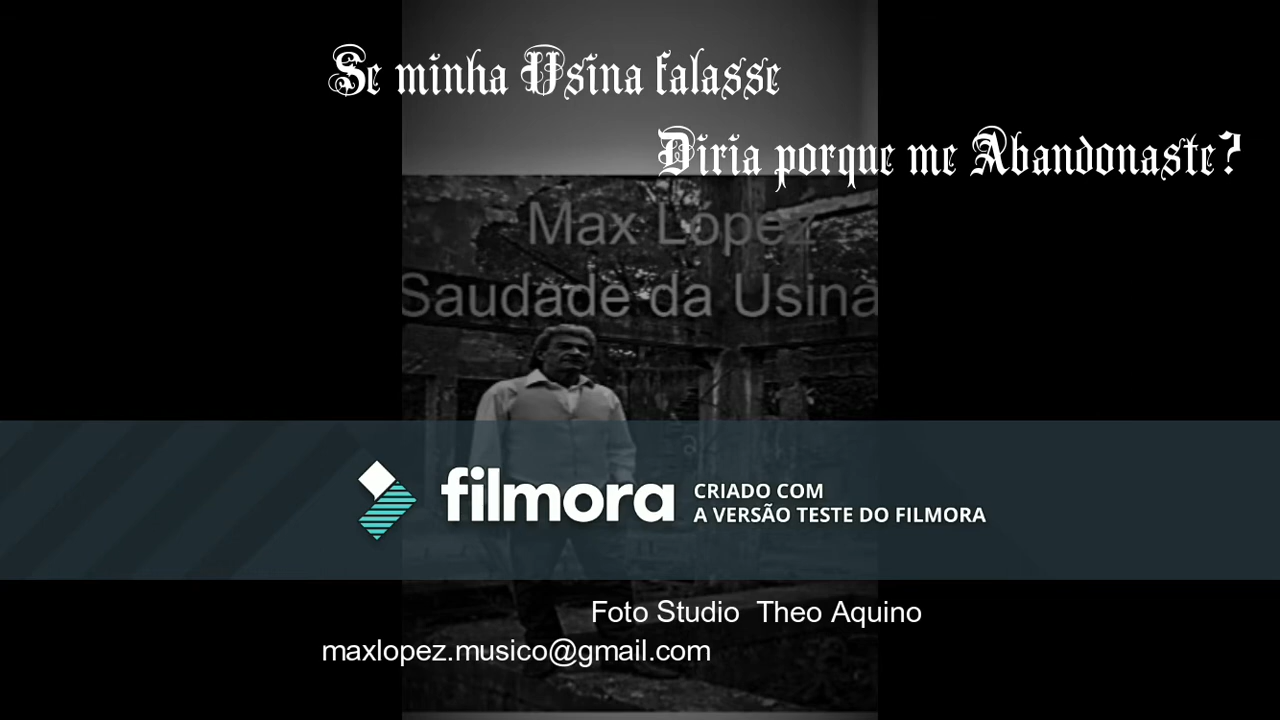 Se minha Usina falasse
Diria porque me Abandonaste?
Max Lopez
Saudade da Usina
filmora
CRIADO COM
A VERSÃO TESTE DO FILMORA
Foto Studio Theo Aquino
maxlopez.musico@gmail.com